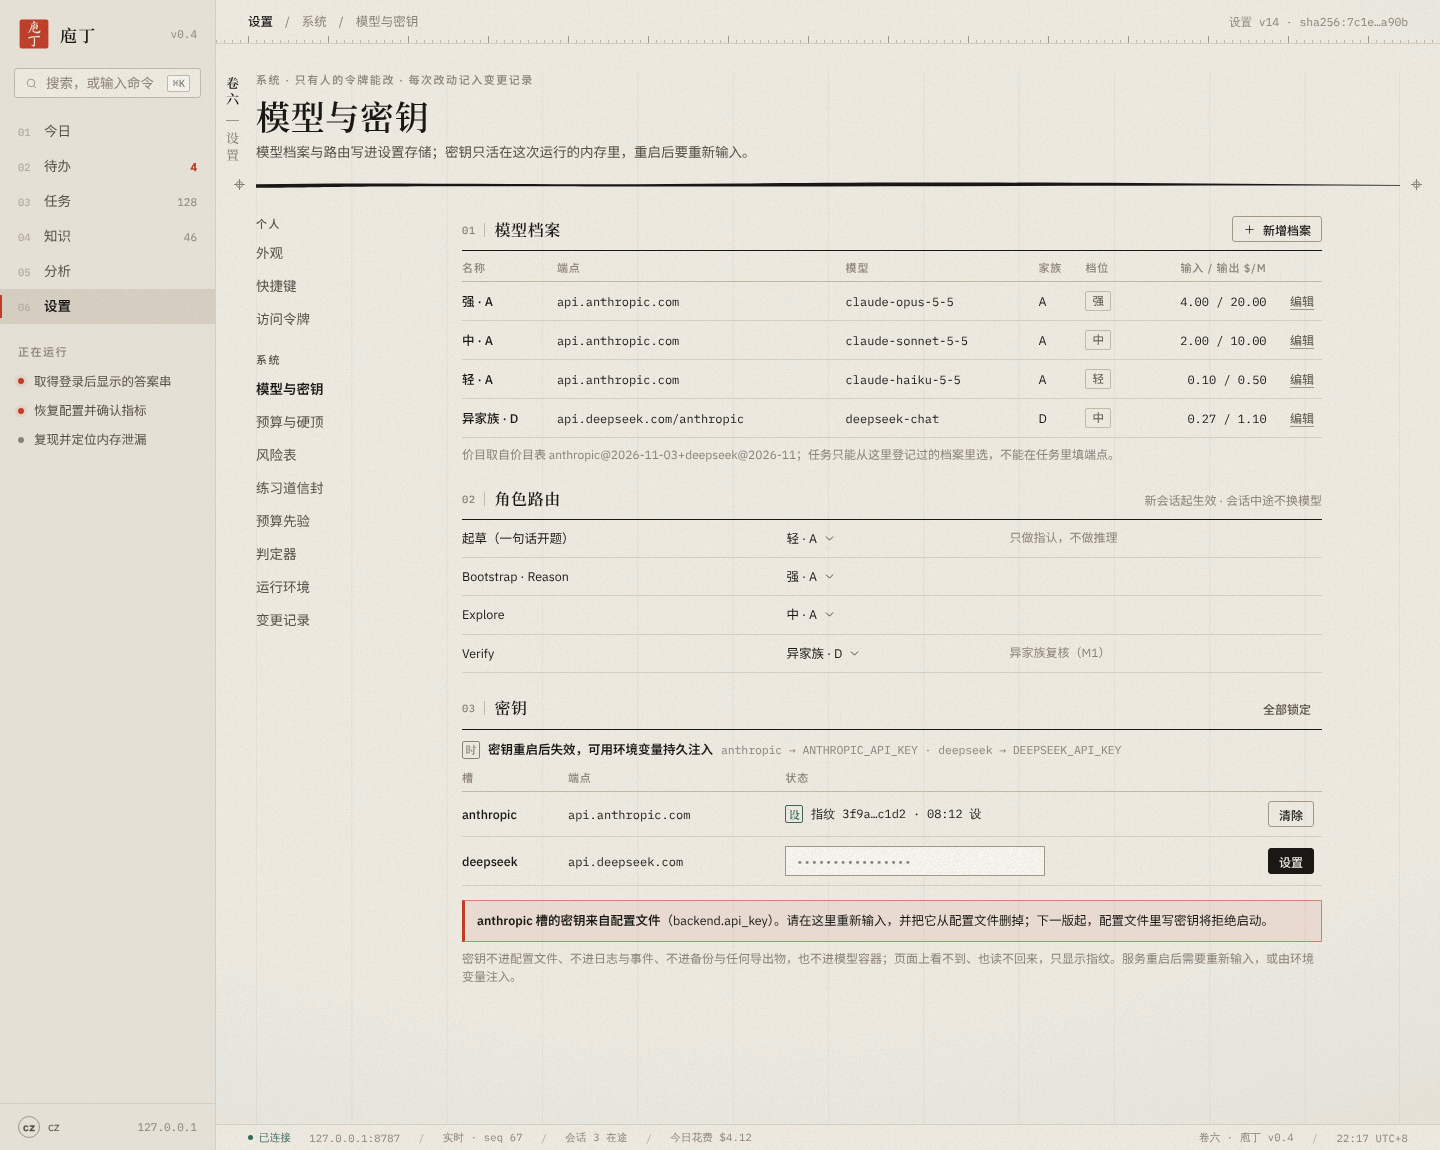 庖丁
庖丁
v0.4
搜索，或输入命令 ⌘K
01 今日
02 待办 4
03 任务 128
04 知识 46
05 分析
06 设置
正在运行
取得登录后显示的答案串
恢复配置并确认指标
复现并定位内存泄漏
cz cz 127.0.0.1
设置 / 系统 / 模型与密钥
设置 v14 · sha256:7c1e…a90b
卷六 — 设置
系统 · 只有人的令牌能改 · 每次改动记入变更记录
模型与密钥
模型档案与路由写进设置存储；密钥只活在这次运行的内存里，重启后要重新输入。
个人
外观
快捷键
访问令牌
系统
模型与密钥
预算与硬顶
风险表
练习道信封
预算先验
判定器
运行环境
变更记录
01 模型档案 + 新增档案
名称 端点 模型 家族 档位 输入 / 输出 $/M
强 · A api.anthropic.com claude-opus-5-5 A 强 4.00 / 20.00 编辑
中 · A api.anthropic.com claude-sonnet-5-5 A 中 2.00 / 10.00 编辑
轻 · A api.anthropic.com claude-haiku-5-5 A 轻 0.10 / 0.50 编辑
异家族 · D api.deepseek.com/anthropic deepseek-chat D 中 0.27 / 1.10 编辑
价目取自价目表 anthropic@2026-11-03+deepseek@2026-11；任务只能从这里登记过的档案里选，不能在任务里填端点。
02 角色路由 新会话起生效 · 会话中途不换模型
起草（一句话开题） 轻 · A 只做指认，不做推理
Bootstrap · Reason 强 · A
Explore 中 · A
Verify 异家族 · D 异家族复核（M1）
03 密钥 全部锁定
时 密钥重启后失效，可用环境变量持久注入 anthropic → ANTHROPIC_API_KEY · deepseek → DEEPSEEK_API_KEY
槽 端点 状态
anthropic api.anthropic.com 设 指纹 3f9a…c1d2 · 08:12 设 清除
deepseek api.deepseek.com •••••••••••••••• 设置
anthropic 槽的密钥来自配置文件（backend.api_key）。请在这里重新输入，并把它从配置文件删掉；下一版起，配置文件里写密钥将拒绝启动。
密钥不进配置文件、不进日志与事件、不进备份与任何导出物，也不进模型容器；页面上看不到、也读不回来，只显示指纹。服务重启后需要重新输入，或由环境
变量注入。
已连接 127.0.0.1:8787 / 实时 · seq 67 / 会话 3 在途 / 今日花费 $4.12
卷六 · 庖丁 v0.4 / 22:17 UTC+8